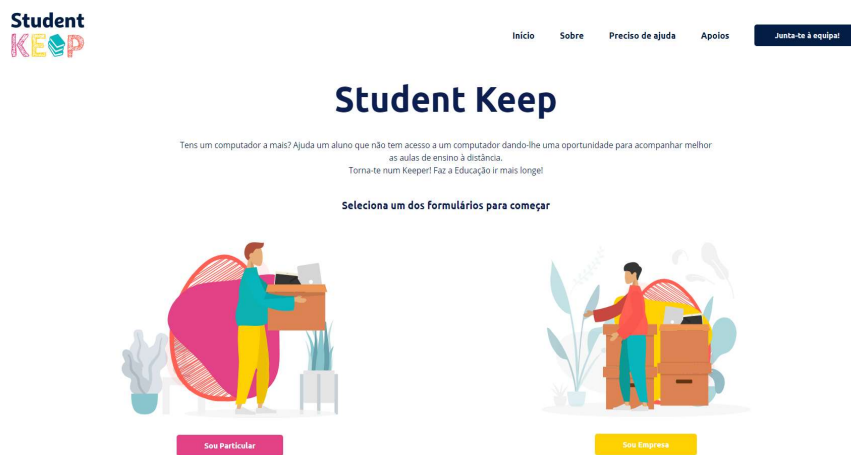 Student
KEEP
Início
Sobre
Preciso de ajuda
Apoios
Junta-te à equipa!
Student Keep
Tens um computador a mais? Ajuda um aluno que não tem acesso a um computador dando-lhe uma oportunidade para acompanhar melhor
as aulas de ensino à distância.
Torna-te num Keeper! Faz a Educação ir mais longe!
Seleciona um dos formulários para começar
Sou Particular
Sou Empresa